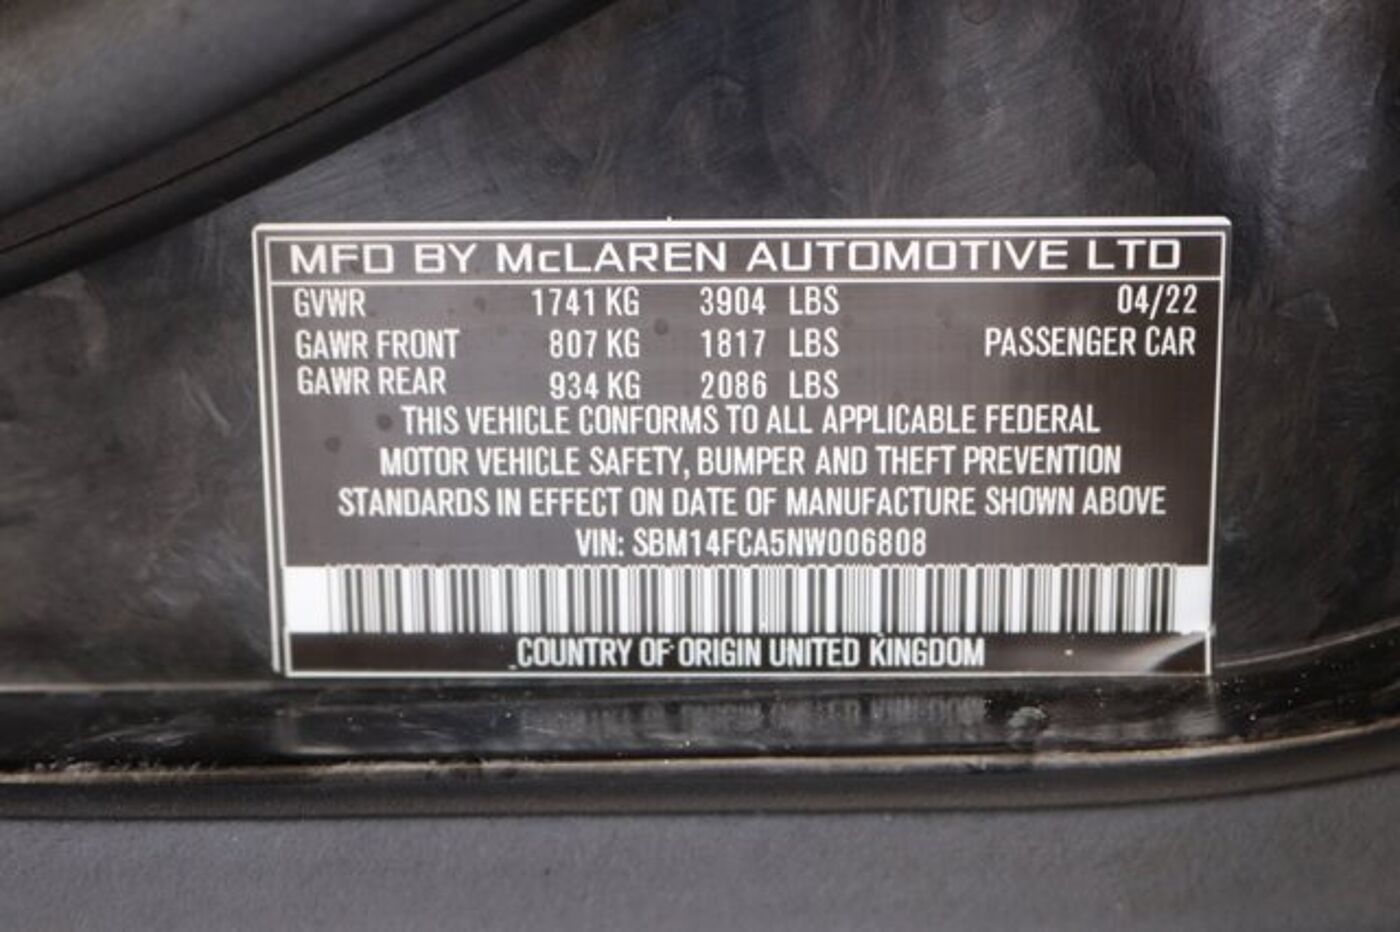 MFD BY McLAREN AUTOMOTIVE LTD
GVWR 1741 KG 3904 LBS 04/22
GAWR FRONT 807 KG 1817 LBS PASSENGER CAR
GAWR REAR 934 KG 2086 LBS
THIS VEHICLE CONFORMS TO ALL APPLICABLE FEDERAL
MOTOR VEHICLE SAFETY, BUMPER AND THEFT PREVENTION
STANDARDS IN EFFECT ON DATE OF MANUFACTURE SHOWN ABOVE
VIN: SBM14FCA5NW006808
COUNTRY OF ORIGIN UNITED KINGDOM